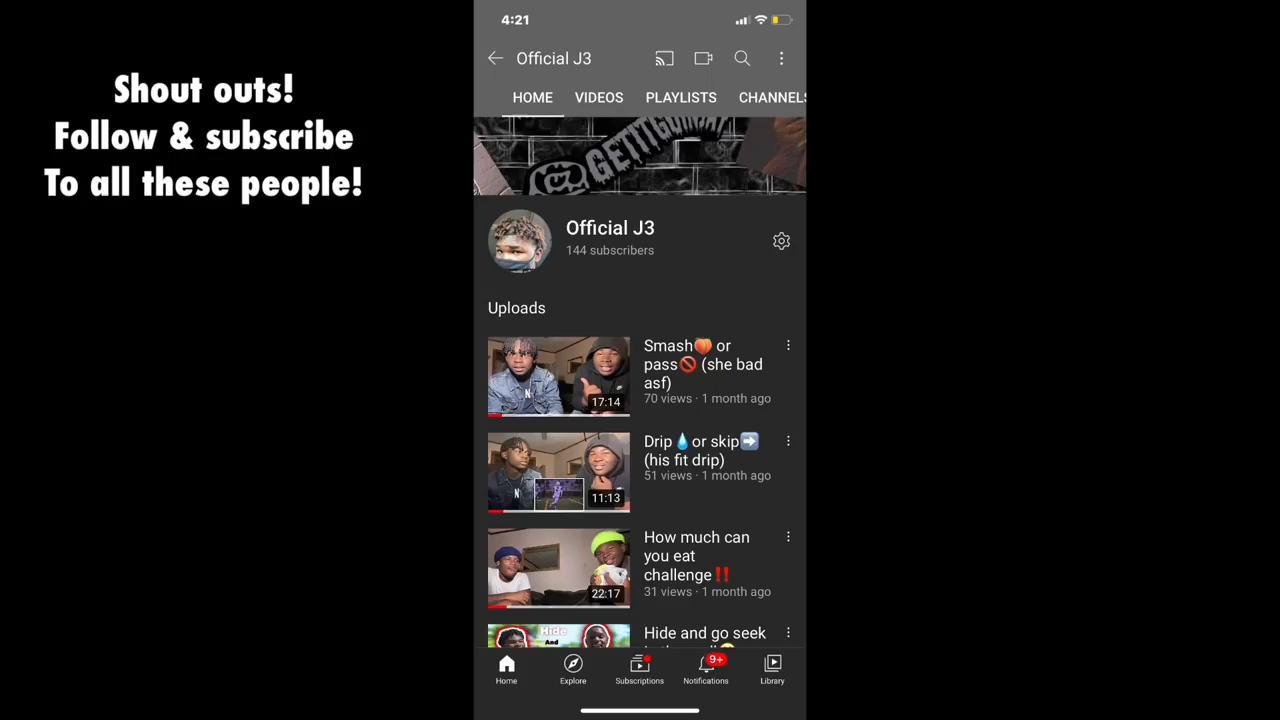 Shout outs!
Follow & subscribe
To all these people!
4:21
Official J3
HOME VIDEOS PLAYLISTS CHANNELS
Official J3
144 subscribers
Uploads
Smash🍑 or
pass🚫 (she bad
asf)
70 views · 1 month ago
17:14
Drip💧or skip➡️
(his fit drip)
51 views · 1 month ago
11:13
How much can
you eat
challenge‼️
31 views · 1 month ago
22:17
Hide
And
Hide and go seek
9+
Home Explore Subscriptions Notifications Library